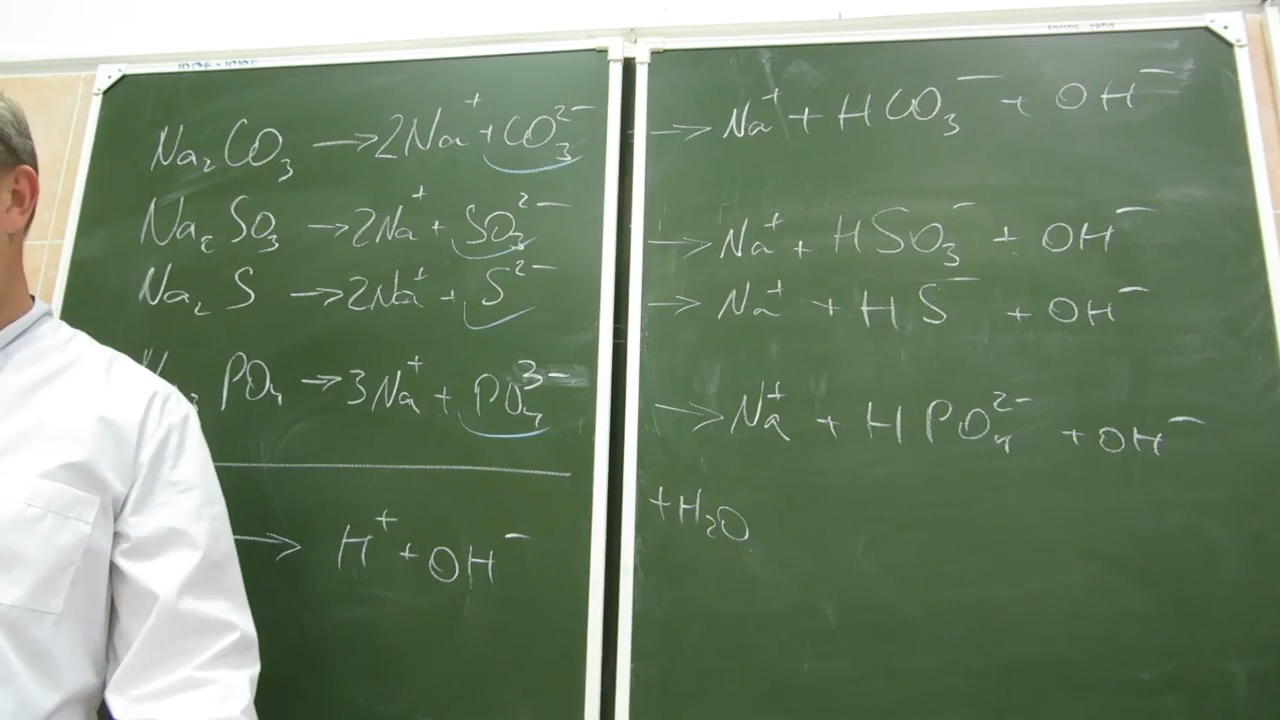 Na₂CO₃ → 2Na⁺ + CO₃²⁻ → Na⁺ + HCO₃⁻ + OH⁻
Na₂SO₃ → 2Na⁺ + SO₃²⁻ → Na⁺ + HSO₃⁻ + OH⁻
Na₂S → 2Na⁺ + S²⁻ → Na⁺ + HS⁻ + OH⁻
PO₄ → 3Na⁺ + PO₄³⁻ → Na⁺ + HPO₄²⁻ + OH⁻
→ H⁺ + OH⁻ + H₂O